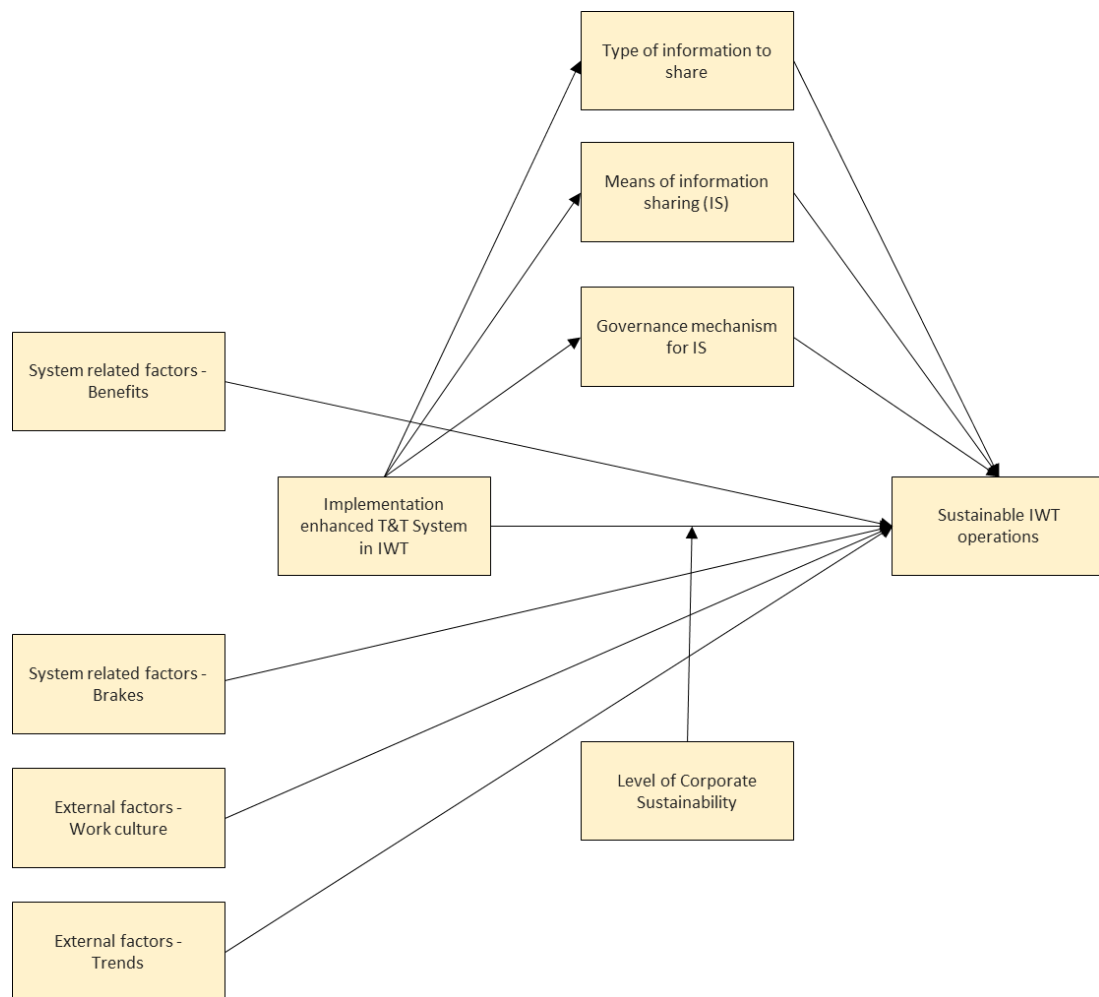 Type of information to
share
Means of information
sharing (IS)
Governance mechanism
for IS
System related factors -
Benefits
Implementation
enhanced T&T System
in IWT
Sustainable IWT
operations
System related factors -
Brakes
Level of Corporate
Sustainability
External factors -
Work culture
External factors -
Trends